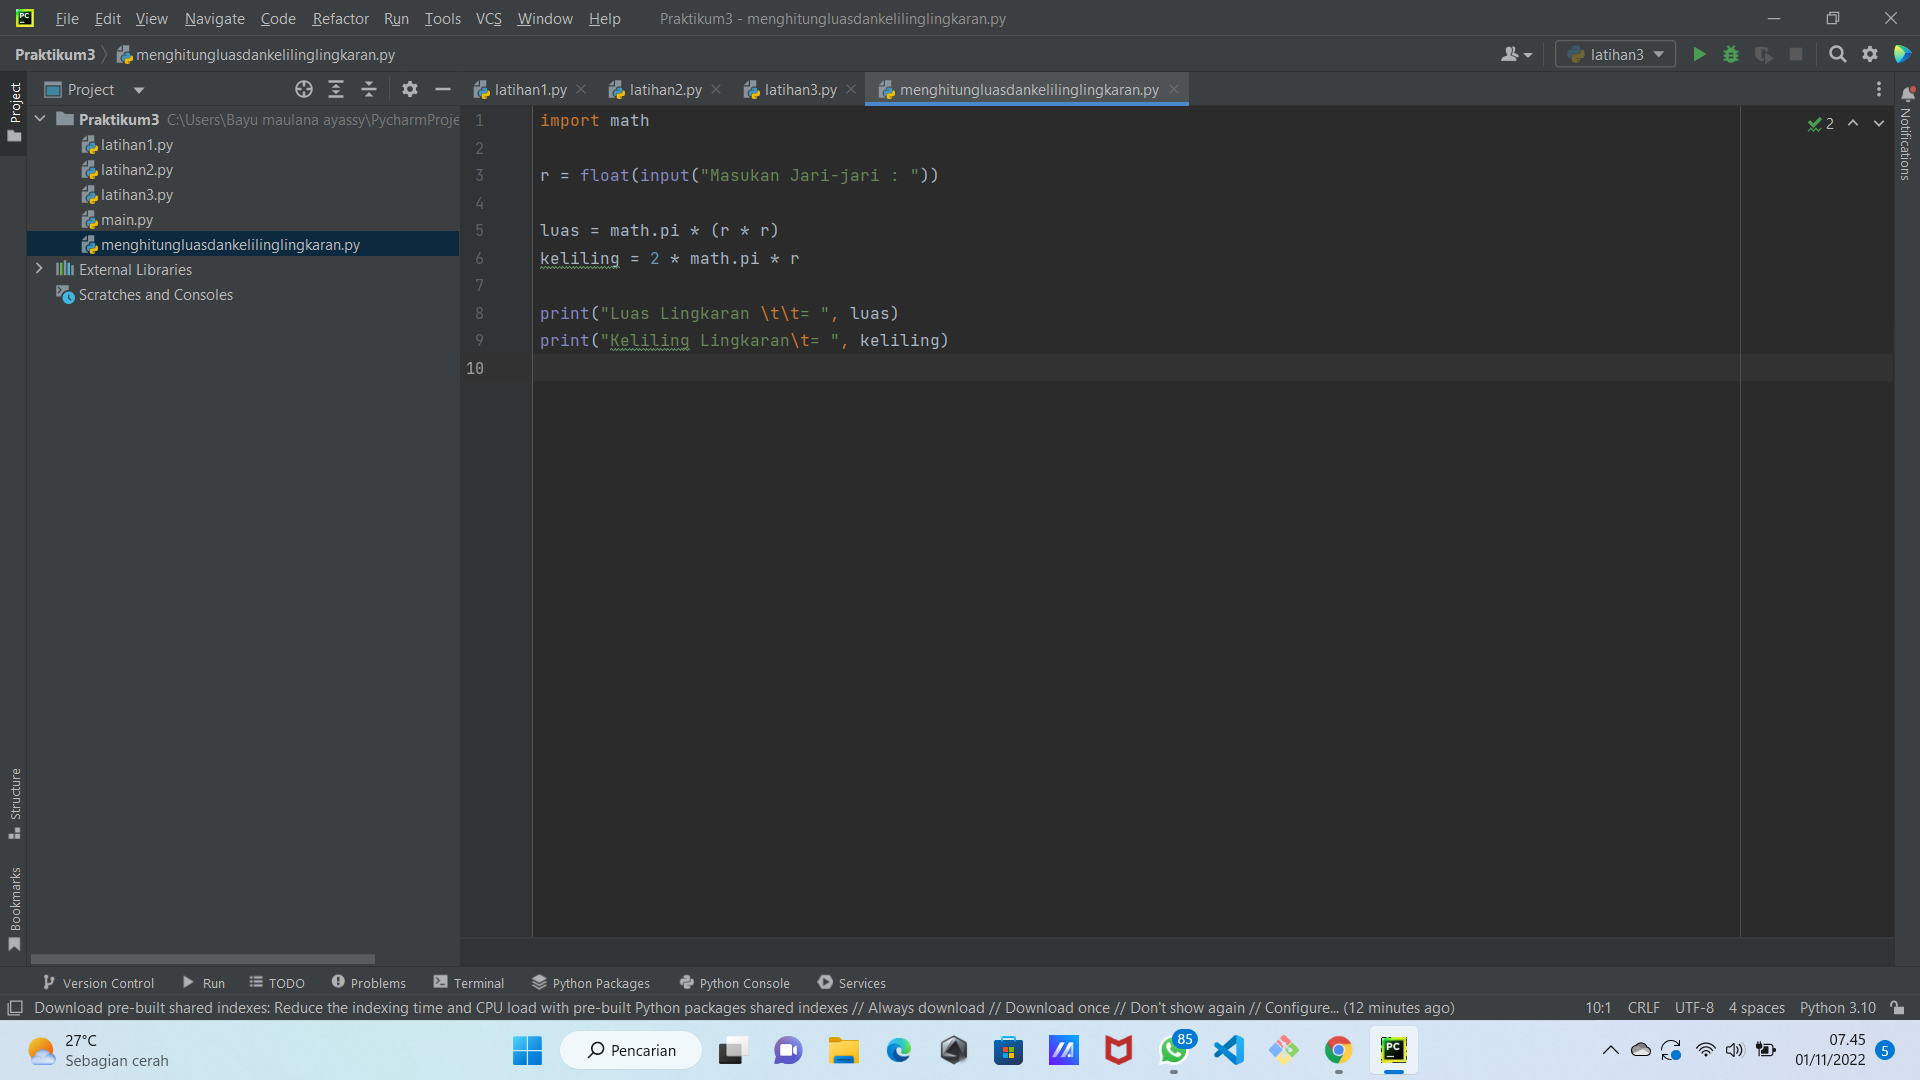 File Edit View Navigate Code Refactor Run Tools VCS Window Help Praktikum3 - menghitungluasdankelilinglingkaran.py
Praktikum3 menghitungluasdankelilinglingkaran.py latihan3
Project
Project latihan1.py latihan2.py latihan3.py menghitungluasdankelilinglingkaran.py
Notifications
Praktikum3 C:\Users\Bayu maulana ayassy\PycharmProje
latihan1.py
latihan2.py
latihan3.py
main.py
menghitungluasdankelilinglingkaran.py
External Libraries
Scratches and Consoles
2
1 import math
2
3 r = float(input("Masukan Jari-jari : "))
4
5 luas = math.pi * (r * r)
6 keliling = 2 * math.pi * r
7
8 print("Luas Lingkaran \t\t= ", luas)
9 print("Keliling Lingkaran\t= ", keliling)
10
Structure
Bookmarks
Version Control Run TODO Problems Terminal Python Packages Python Console Services
Download pre-built shared indexes: Reduce the indexing time and CPU load with pre-built Python packages shared indexes // Always download // Download once // Don't show again // Configure... (12 minutes ago) 10:1 CRLF UTF-8 4 spaces Python 3.10
27°C
Sebagian cerah
Pencarian
85
PC
07.45
01/11/2022
5